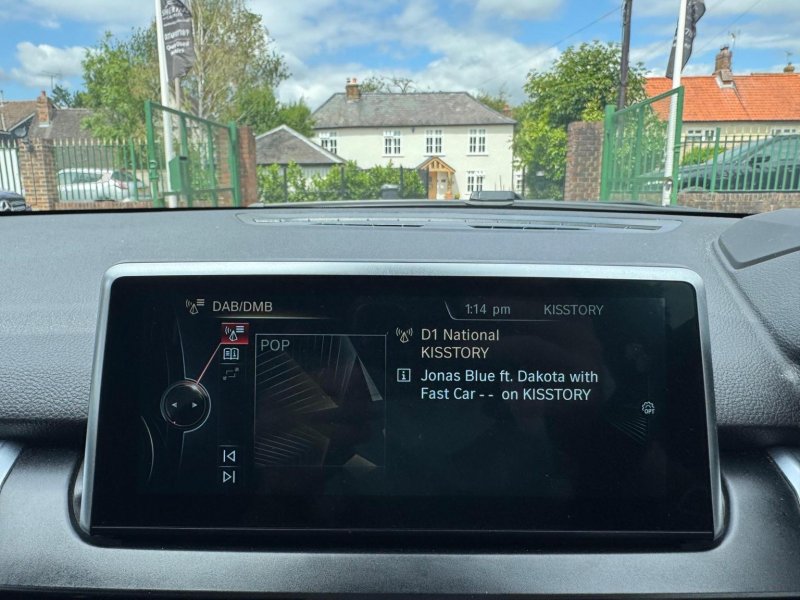 DAB/DMB
1:14 pm
KISSTORY
POP
D1 National
KISSTORY
Jonas Blue ft. Dakota with
Fast Car - - on KISSTORY
OPT